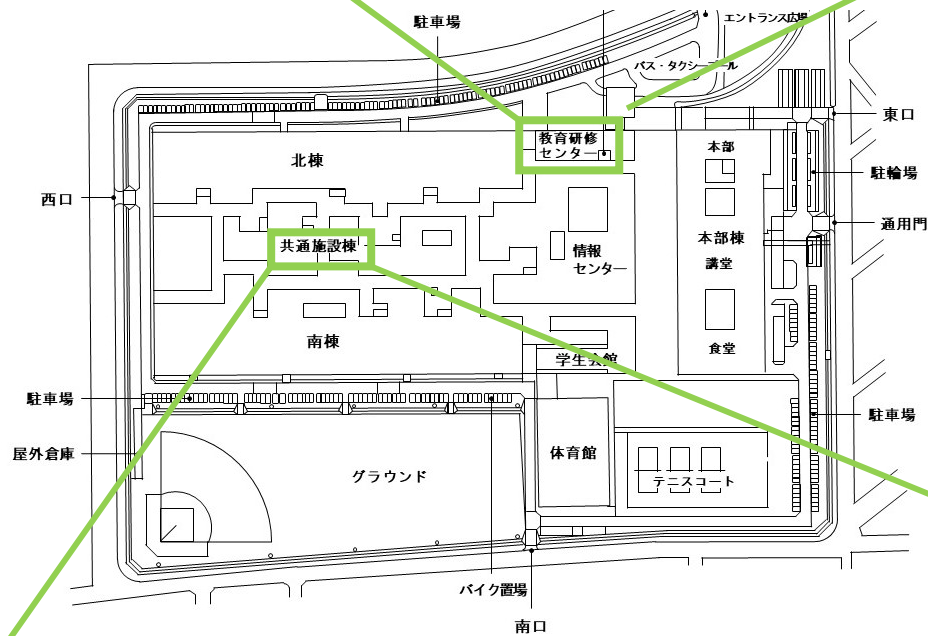 エントランス広場
駐車場
バス・タクシープール
東口
教育研修
センター
本部
北棟
駐輪場
西口
通用門
本部棟
共通施設棟
情報
センター
講堂
南棟
食堂
学生会館
駐車場
駐車場
屋外倉庫
体育館
グラウンド
テニスコート
バイク置場
南口